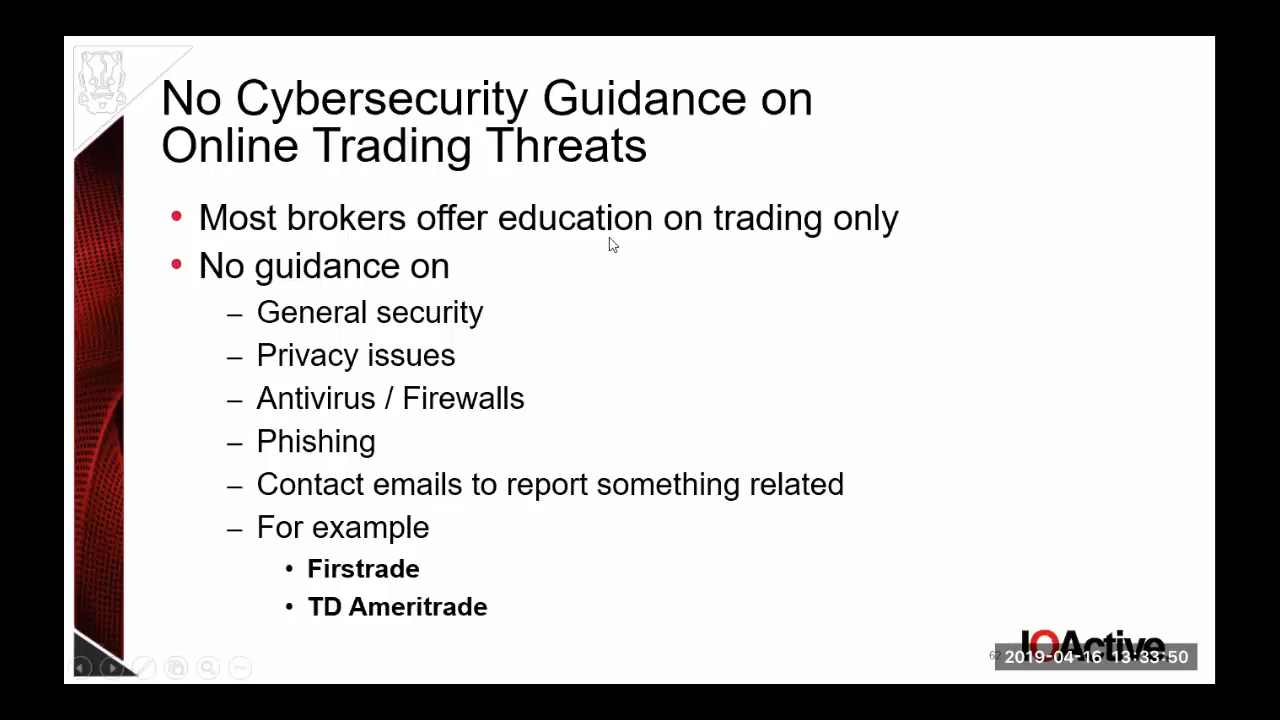 No Cybersecurity Guidance on
Online Trading Threats
• Most brokers offer education on trading only
• No guidance on
– General security
– Privacy issues
– Antivirus / Firewalls
– Phishing
– Contact emails to report something related
– For example
• Firstrade
• TD Ameritrade
IOActive
62
2019-04-16 13:33:50